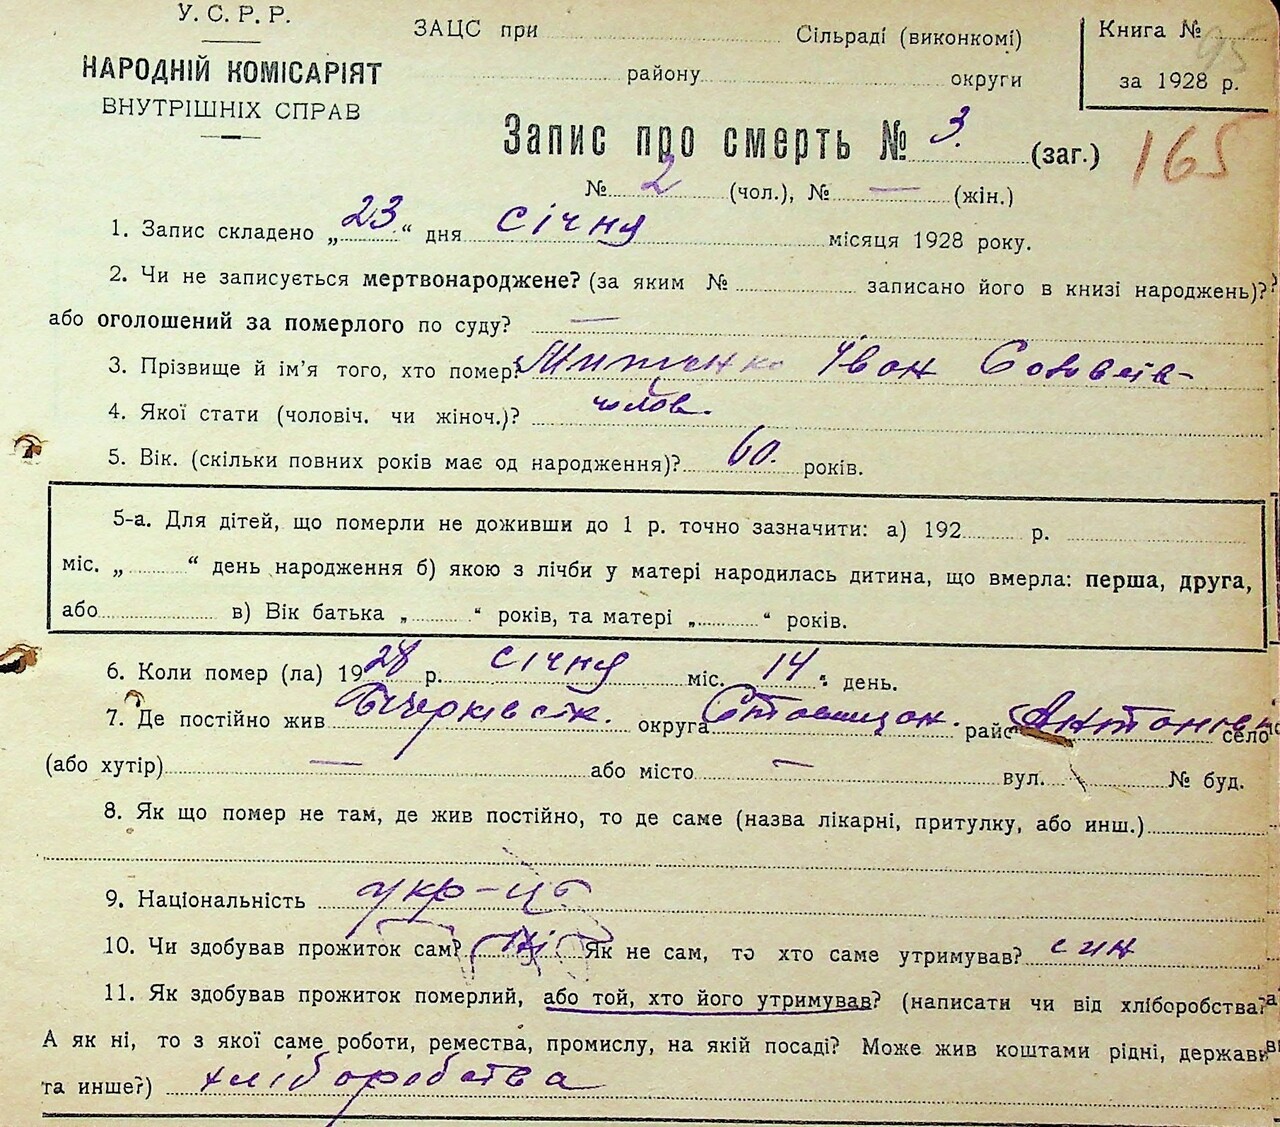 У. С. Р. Р.
НАРОДНІЙ КОМІСАРІЯТ
ВНУТРІШНІХ СПРАВ
ЗАЦС при Сільраді (виконкомі)
району округи
Книга № 95
за 1928 р.
Запис про смерть № 3. (заг.)
165
№ 2 (чол.), № — (жін.)
1. Запис складено „23“ дня січня місяця 1928 року.
2. Чи не записується мертвонароджене? (за яким № записано його в книзі народжень)?
або оголошений за померлого по суду? —
3. Прізвище й ім'я того, хто помер? Іван
4. Якої стати (чоловіч. чи жіноч.)? чолов.
5. Вік. (скільки повних років має од народження)? 60. років.
5-а. Для дітей, що померли не доживши до 1 р. точно зазначити: а) 192 р.
міс. „ “ день народження б) якою з лічби у матері народилась дитина, що вмерла: перша, друга,
або в) Вік батька „ “ років, та матері „ “ років.
6. Коли помер (ла) 1928 р. січня міс. 14 день.
7. Де постійно жив округа район Антонівка село
(або хутір) — або місто — вул. № буд.
8. Як що помер не там, де жив постійно, то де саме (назва лікарні, притулку, або инш.)
9. Національність укр-ць
10. Чи здобував прожиток сам? Ні Як не сам, то хто саме утримував? син
11. Як здобував прожиток померлий, або той, хто його утримував? (написати чи від хліборобства?
А як ні, то з якої саме роботи, ремества, промислу, на якій посаді? Може жив коштами рідні, держави
та инше?) хліборобства